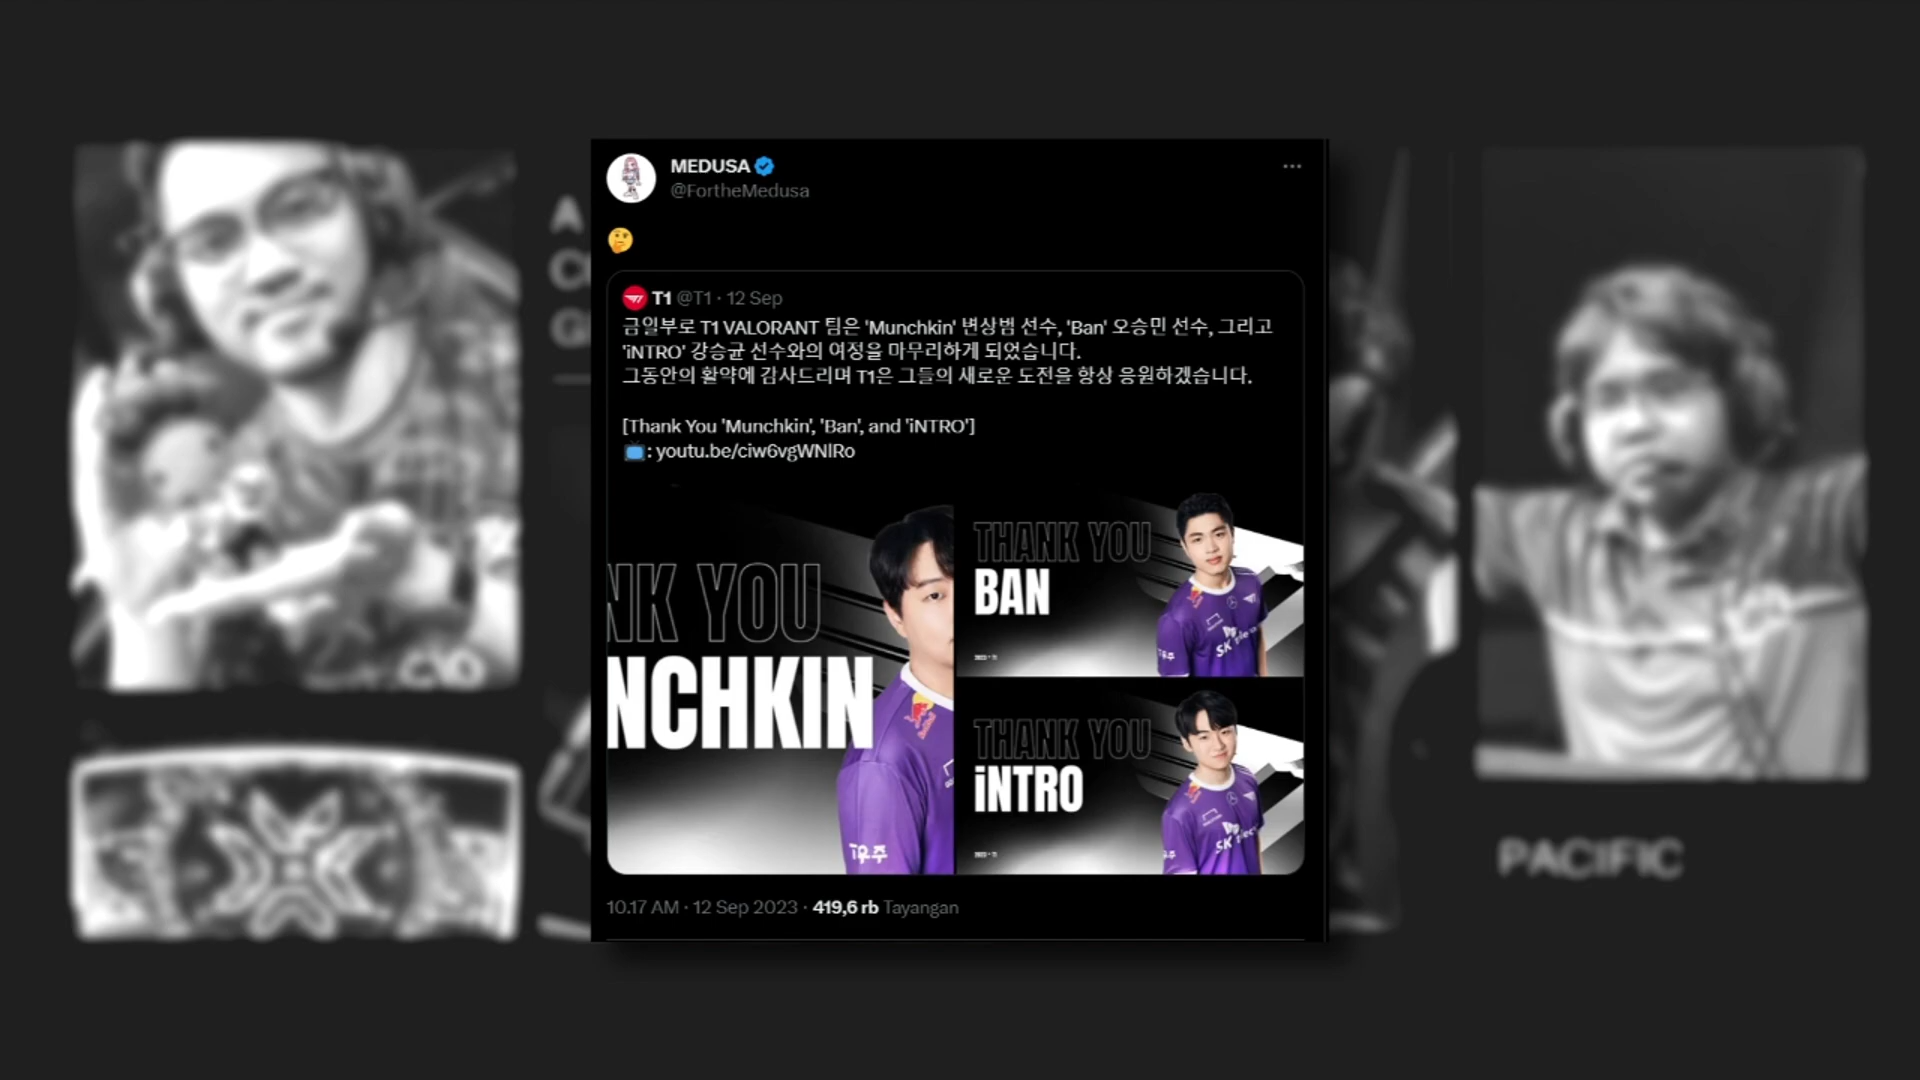 MEDUSA
@FortheMedusa
🤔
T1 @T1 · 12 Sep
금일부로 T1 VALORANT 팀은 'Munchkin' 변상범 선수, 'Ban' 오승민 선수, 그리고
'iNTRO' 강승균 선수와의 여정을 마무리하게 되었습니다.
그동안의 활약에 감사드리며 T1은 그들의 새로운 도전을 항상 응원하겠습니다.
[Thank You 'Munchkin', 'Ban', and 'iNTRO']
📺: youtu.be/ciw6vgWNlRo
NK YOU
NCHKIN
THANK YOU
BAN
THANK YOU
iNTRO
10.17 AM · 12 Sep 2023 · 419,6 rb Tayangan
PACIFIC